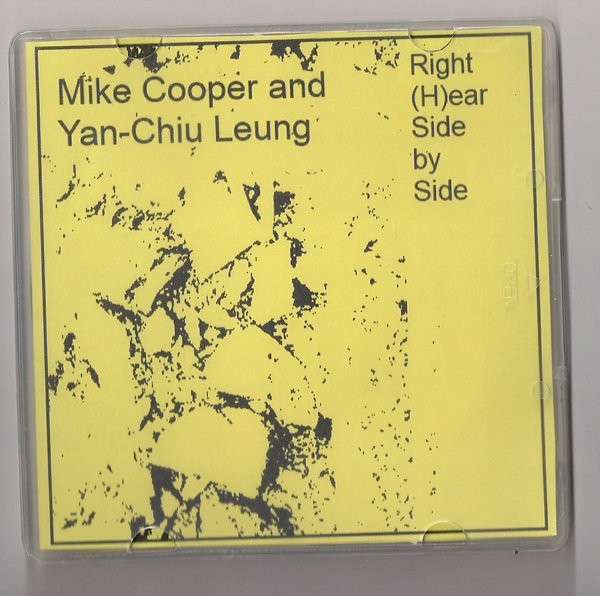 Mike Cooper and
Yan-Chiu Leung
Right
(H)ear
Side
by
Side